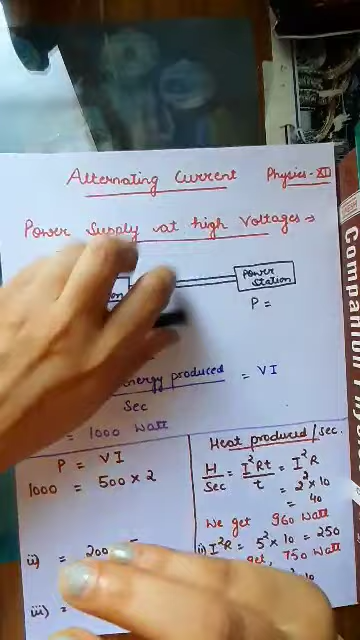 Alternating Current Physics-XII
Power Supply at high Voltages →
Power
Station
P =
energy produced = VI
Sec
= 1000 watt
P = VI
1000 = 500 × 2
ii) = 200
iii) =
Heat produced/sec.
H/Sec = I²Rt/t = I²R
= 2² × 10
= 40
We get 960 watt
ii) I²R = 5² × 10 = 250
get, 750 watt
Companion